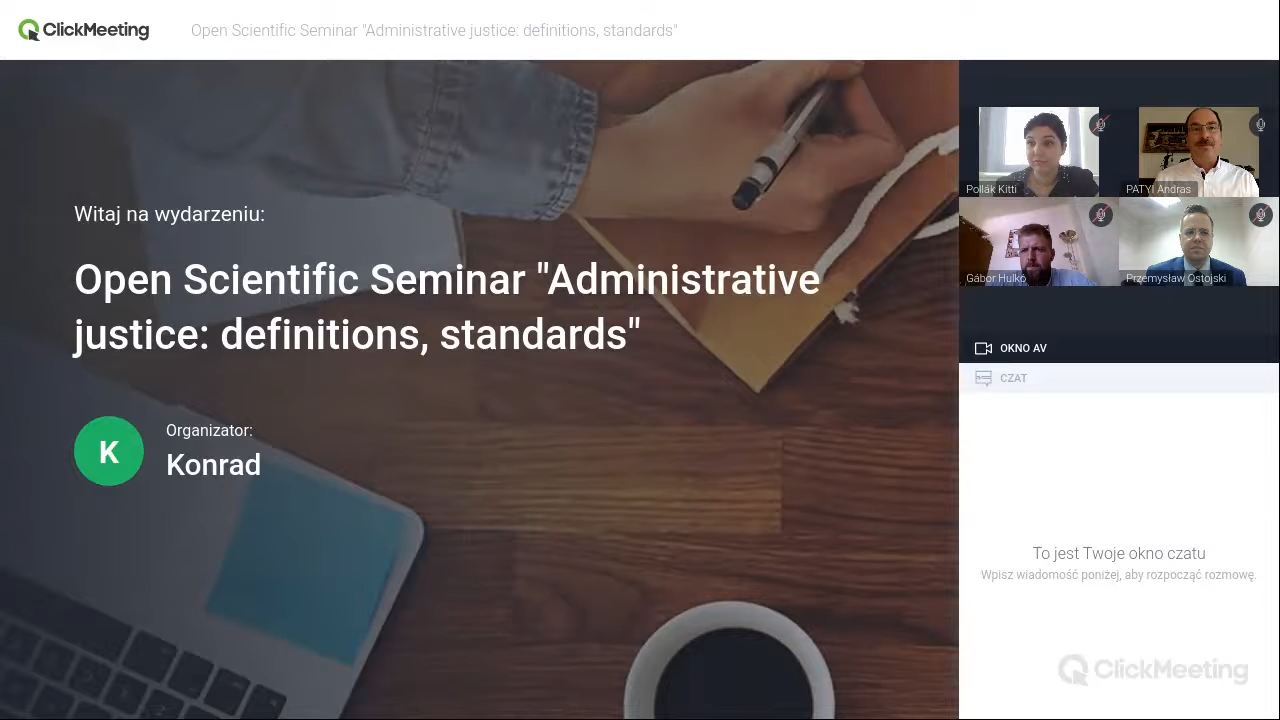 ClickMeeting
Open Scientific Seminar "Administrative justice: definitions, standards"
Witaj na wydarzeniu:
Open Scientific Seminar "Administrative
justice: definitions, standards"
K
Organizator:
Konrad
Pollák Kitti
PATYI Andras
Gábor Hulkó
Przemysław Ostojski
OKNO AV
CZAT
To jest Twoje okno czatu
Wpisz wiadomość poniżej, aby rozpocząć rozmowę.
ClickMeeting